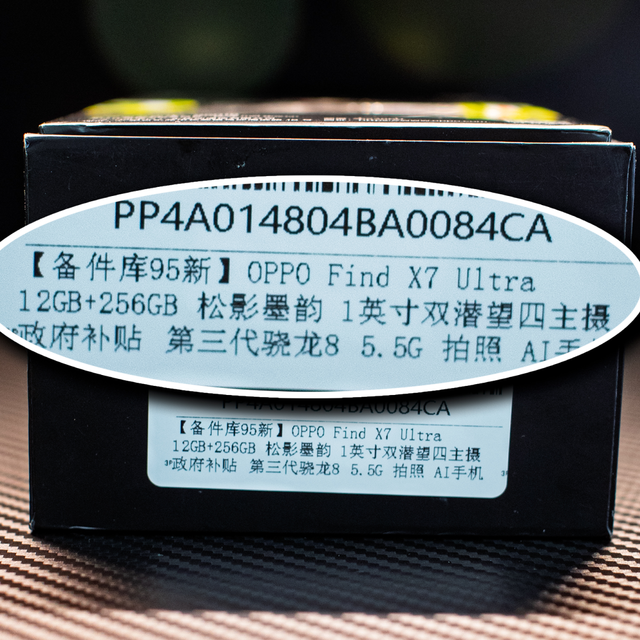 PP4A014804BA0084CA
【备件库95新】OPPO Find X7 Ultra
12GB+256GB 松影墨韵 1英寸双潜望四主摄
政府补贴 第三代骁龙8 5.5G 拍照 AI手机
PP4A014804BA0084CA
【备件库95新】OPPO Find X7 Ultra
12GB+256GB 松影墨韵 1英寸双潜望四主摄
政府补贴 第三代骁龙8 5.5G 拍照 AI手机